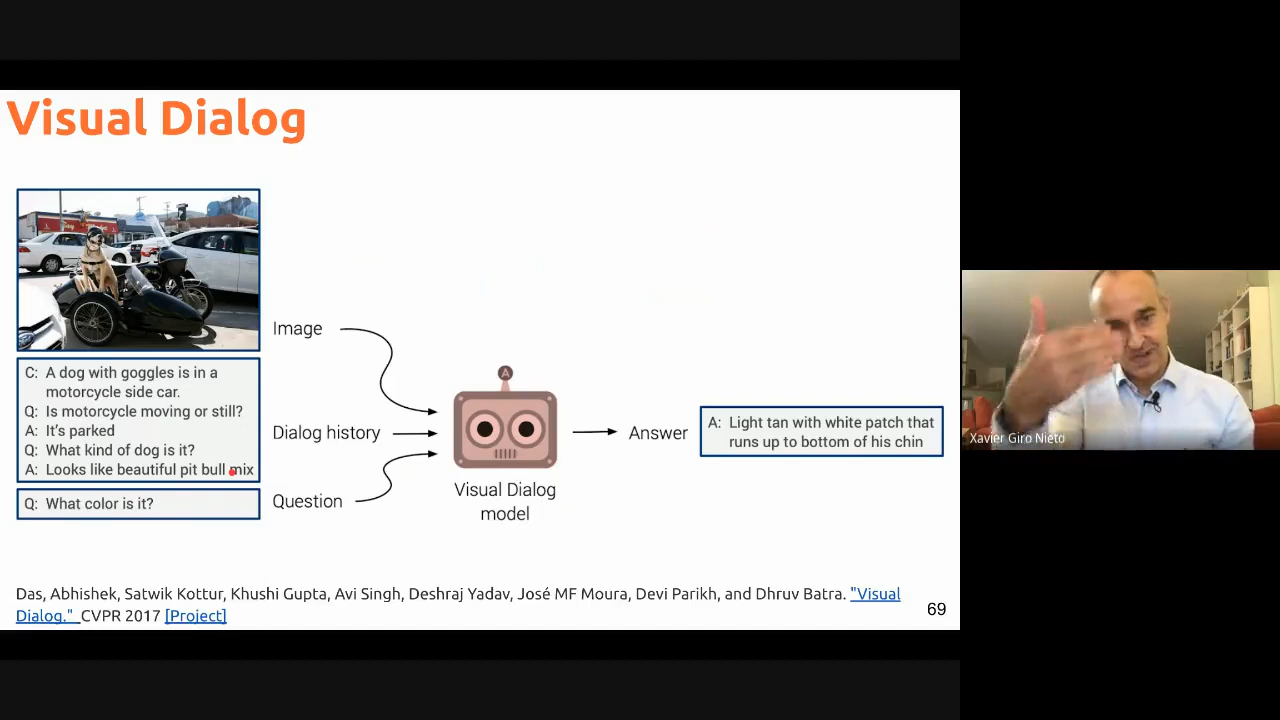 Visual Dialog
C: A dog with goggles is in a
motorcycle side car.
Q: Is motorcycle moving or still?
A: It's parked
Q: What kind of dog is it?
A: Looks like beautiful pit bull mix
Q: What color is it?
Image
Dialog history
Question
A
Visual Dialog
model
Answer
A: Light tan with white patch that
runs up to bottom of his chin
Das, Abhishek, Satwik Kottur, Khushi Gupta, Avi Singh, Deshraj Yadav, José MF Moura, Devi Parikh, and Dhruv Batra. "Visual
Dialog." CVPR 2017 [Project]
69
Xavier Giro Nieto